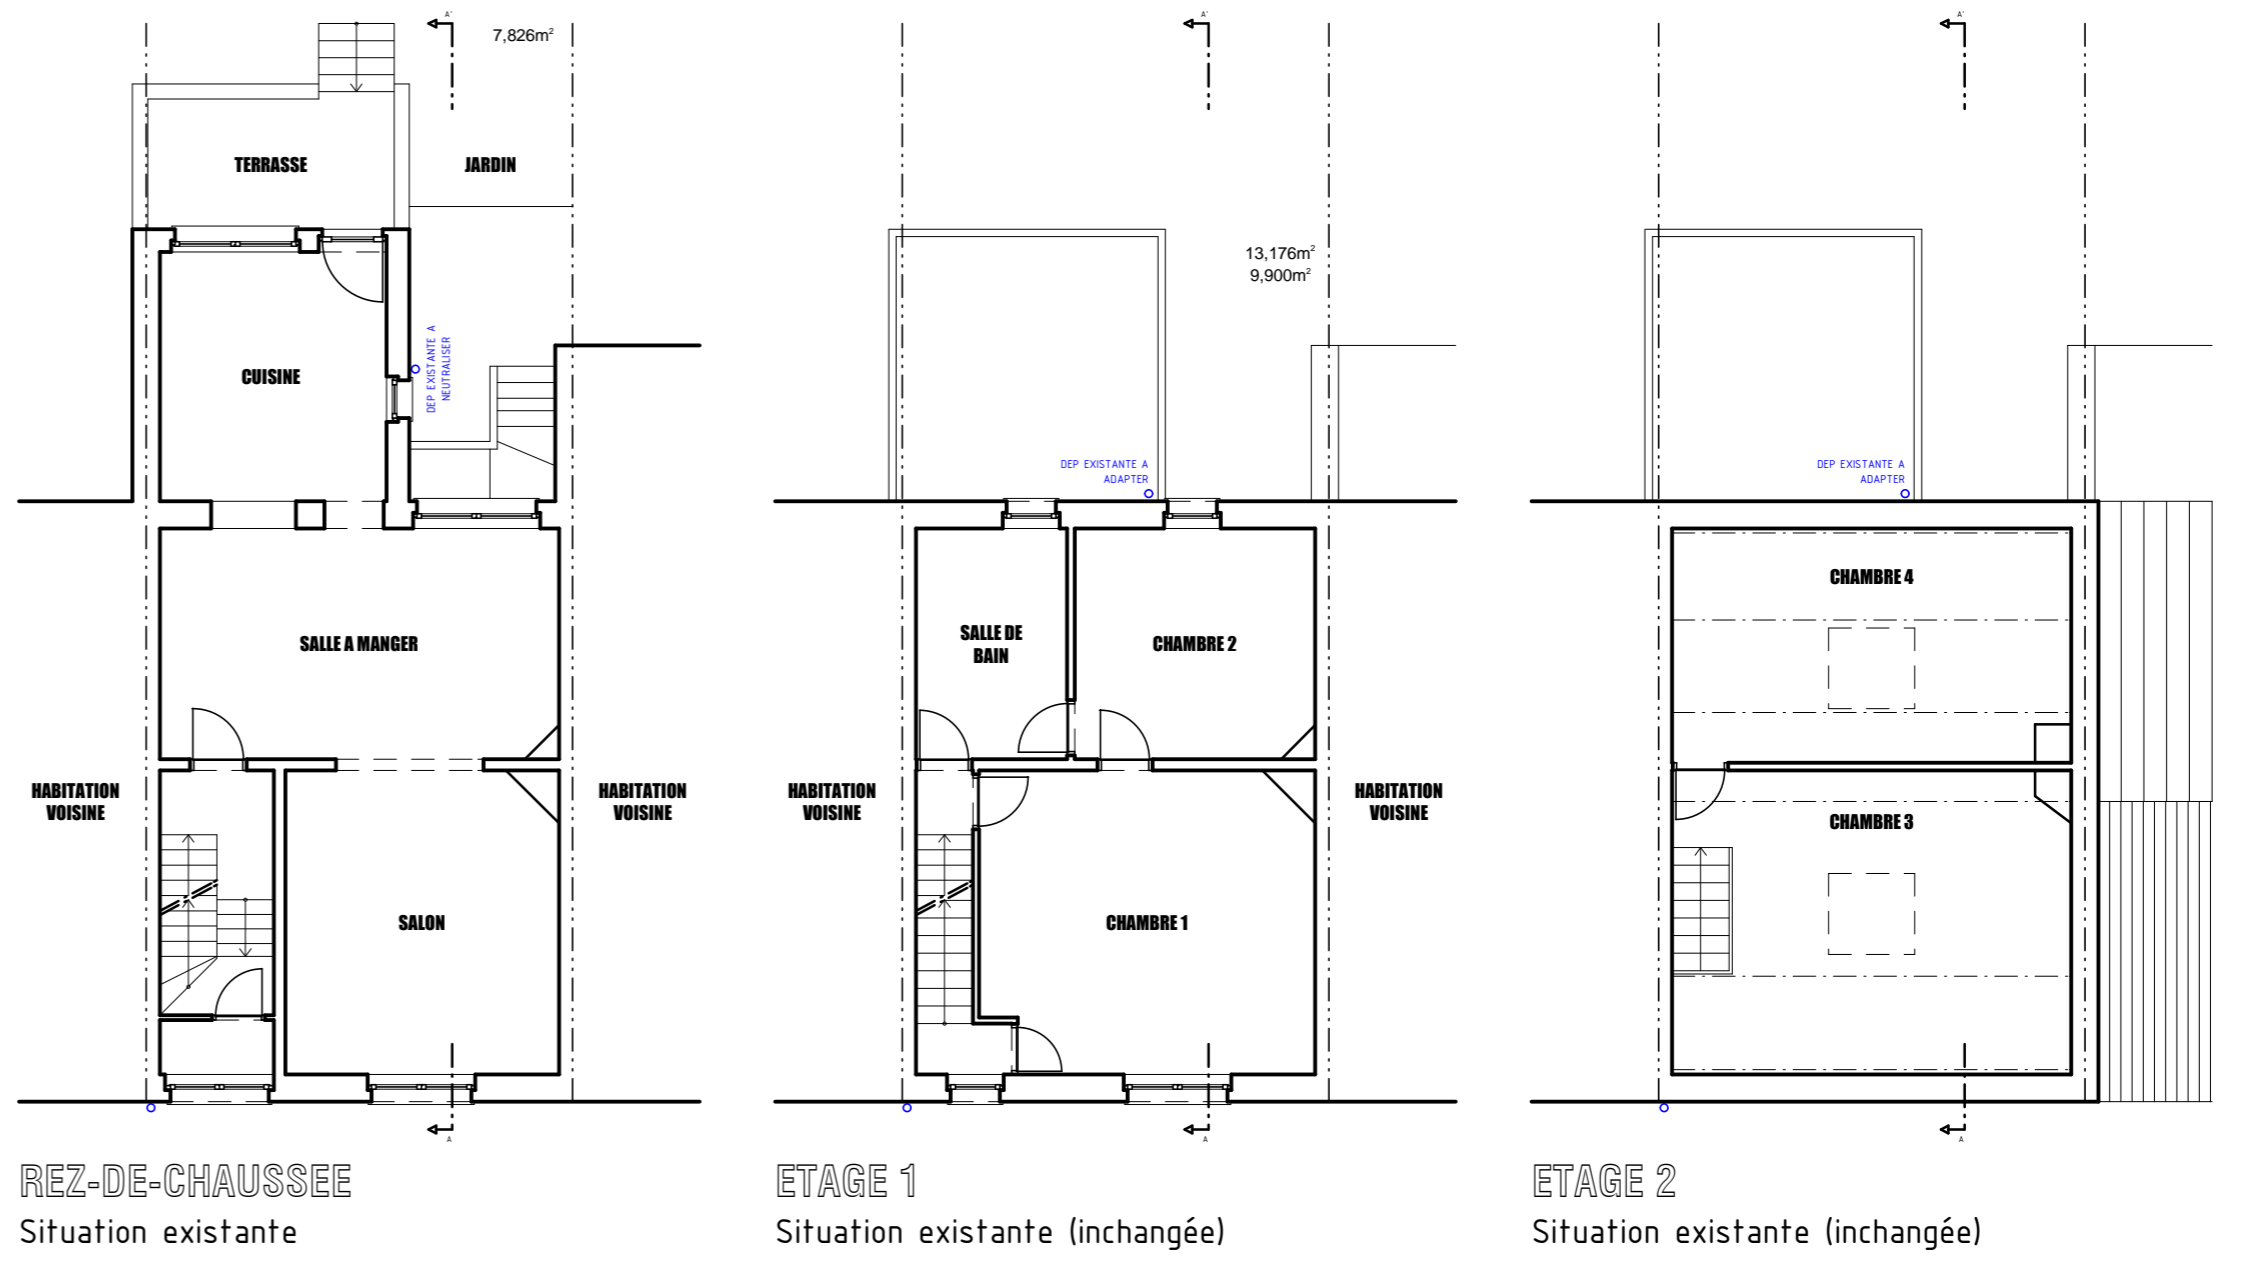 A'
7,826m²
TERRASSE
JARDIN
CUISINE
DEP EXISTANTE A
NEUTRALISER
SALLE A MANGER
HABITATION
VOISINE
HABITATION
VOISINE
SALON
A
REZ-DE-CHAUSSEE
Situation existante
A'
13,176m²
9,900m²
DEP EXISTANTE A
ADAPTER
SALLE DE
BAIN
CHAMBRE 2
HABITATION
VOISINE
HABITATION
VOISINE
CHAMBRE 1
A
ETAGE 1
Situation existante (inchangée)
A'
DEP EXISTANTE A
ADAPTER
CHAMBRE 4
CHAMBRE 3
A
ETAGE 2
Situation existante (inchangée)